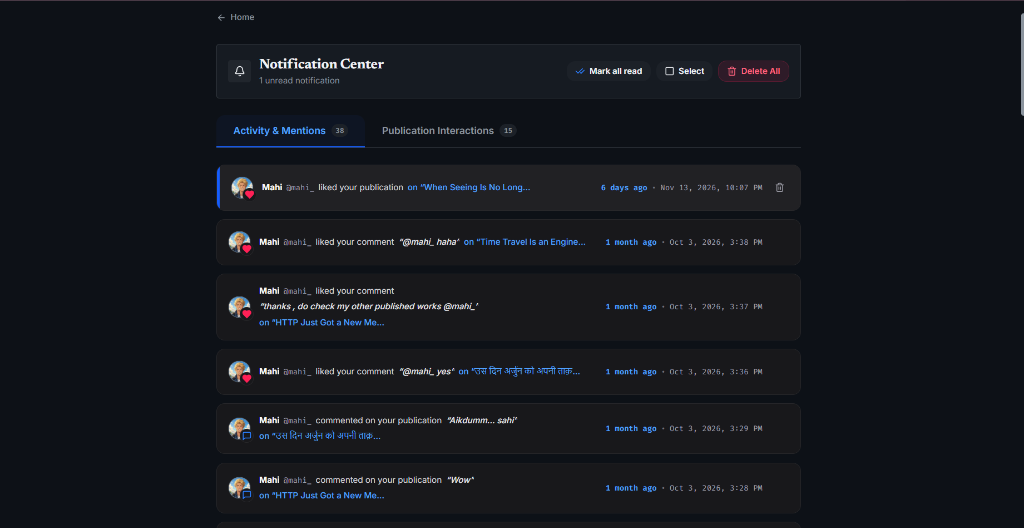 ← Home
Notification Center
1 unread notification
Mark all read
Select
Delete All
Activity & Mentions 38
Publication Interactions 15
Mahi @mahi_ liked your publication on “When Seeing Is No Long...
6 days ago • Nov 13, 2026, 10:07 PM
Mahi @mahi_ liked your comment “@mahi_ haha” on “Time Travel Is an Engine...
1 month ago • Oct 3, 2026, 3:38 PM
Mahi @mahi_ liked your comment
“thanks , do check my other published works @mahi_”
on “HTTP Just Got a New Me...
1 month ago • Oct 3, 2026, 3:37 PM
Mahi @mahi_ liked your comment “@mahi_ yes” on “उस दिन अर्जुन को अपनी ताक़...
1 month ago • Oct 3, 2026, 3:36 PM
Mahi @mahi_ commented on your publication “Aikdumm... sahi”
on “उस दिन अर्जुन को अपनी ताक़...
1 month ago • Oct 3, 2026, 3:29 PM
Mahi @mahi_ commented on your publication “Wow”
on “HTTP Just Got a New Me...
1 month ago • Oct 3, 2026, 3:28 PM